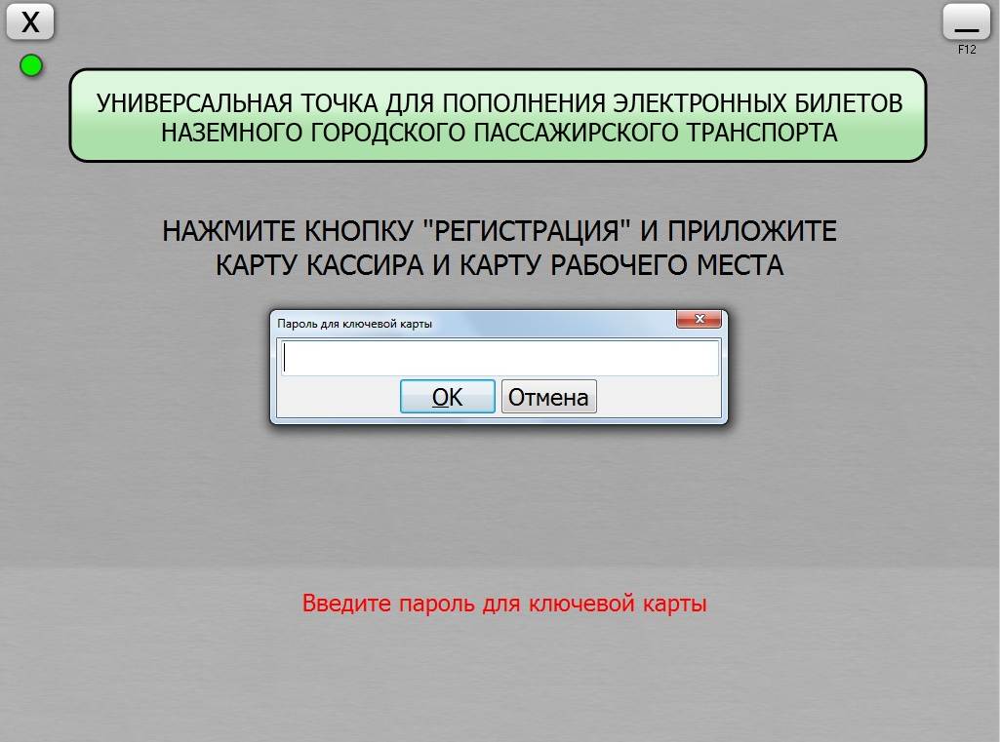 X
—
F12
УНИВЕРСАЛЬНАЯ ТОЧКА ДЛЯ ПОПОЛНЕНИЯ ЭЛЕКТРОННЫХ БИЛЕТОВ
НАЗЕМНОГО ГОРОДСКОГО ПАССАЖИРСКОГО ТРАНСПОРТА
НАЖМИТЕ КНОПКУ "РЕГИСТРАЦИЯ" И ПРИЛОЖИТЕ
КАРТУ КАССИРА И КАРТУ РАБОЧЕГО МЕСТА
Пароль для ключевой карты
OK Отмена
Введите пароль для ключевой карты